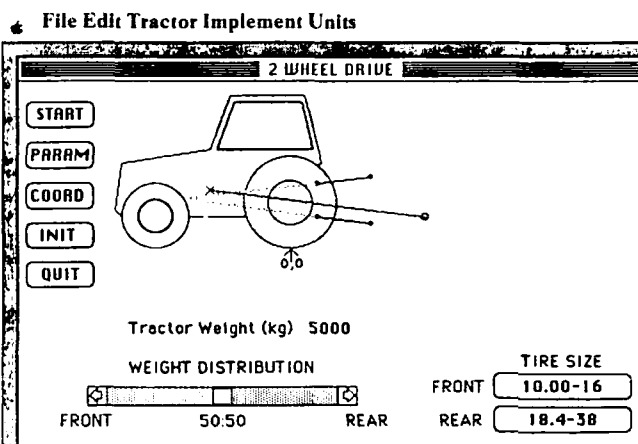 File Edit Tractor Implement Units
2 WHEEL DRIVE
START
PARAM
COORD
INIT
QUIT
0,0
Tractor Weight (kg) 5000
WEIGHT DISTRIBUTION
FRONT 50:50 REAR
TIRE SIZE
FRONT 10.00-16
REAR 18.4-38